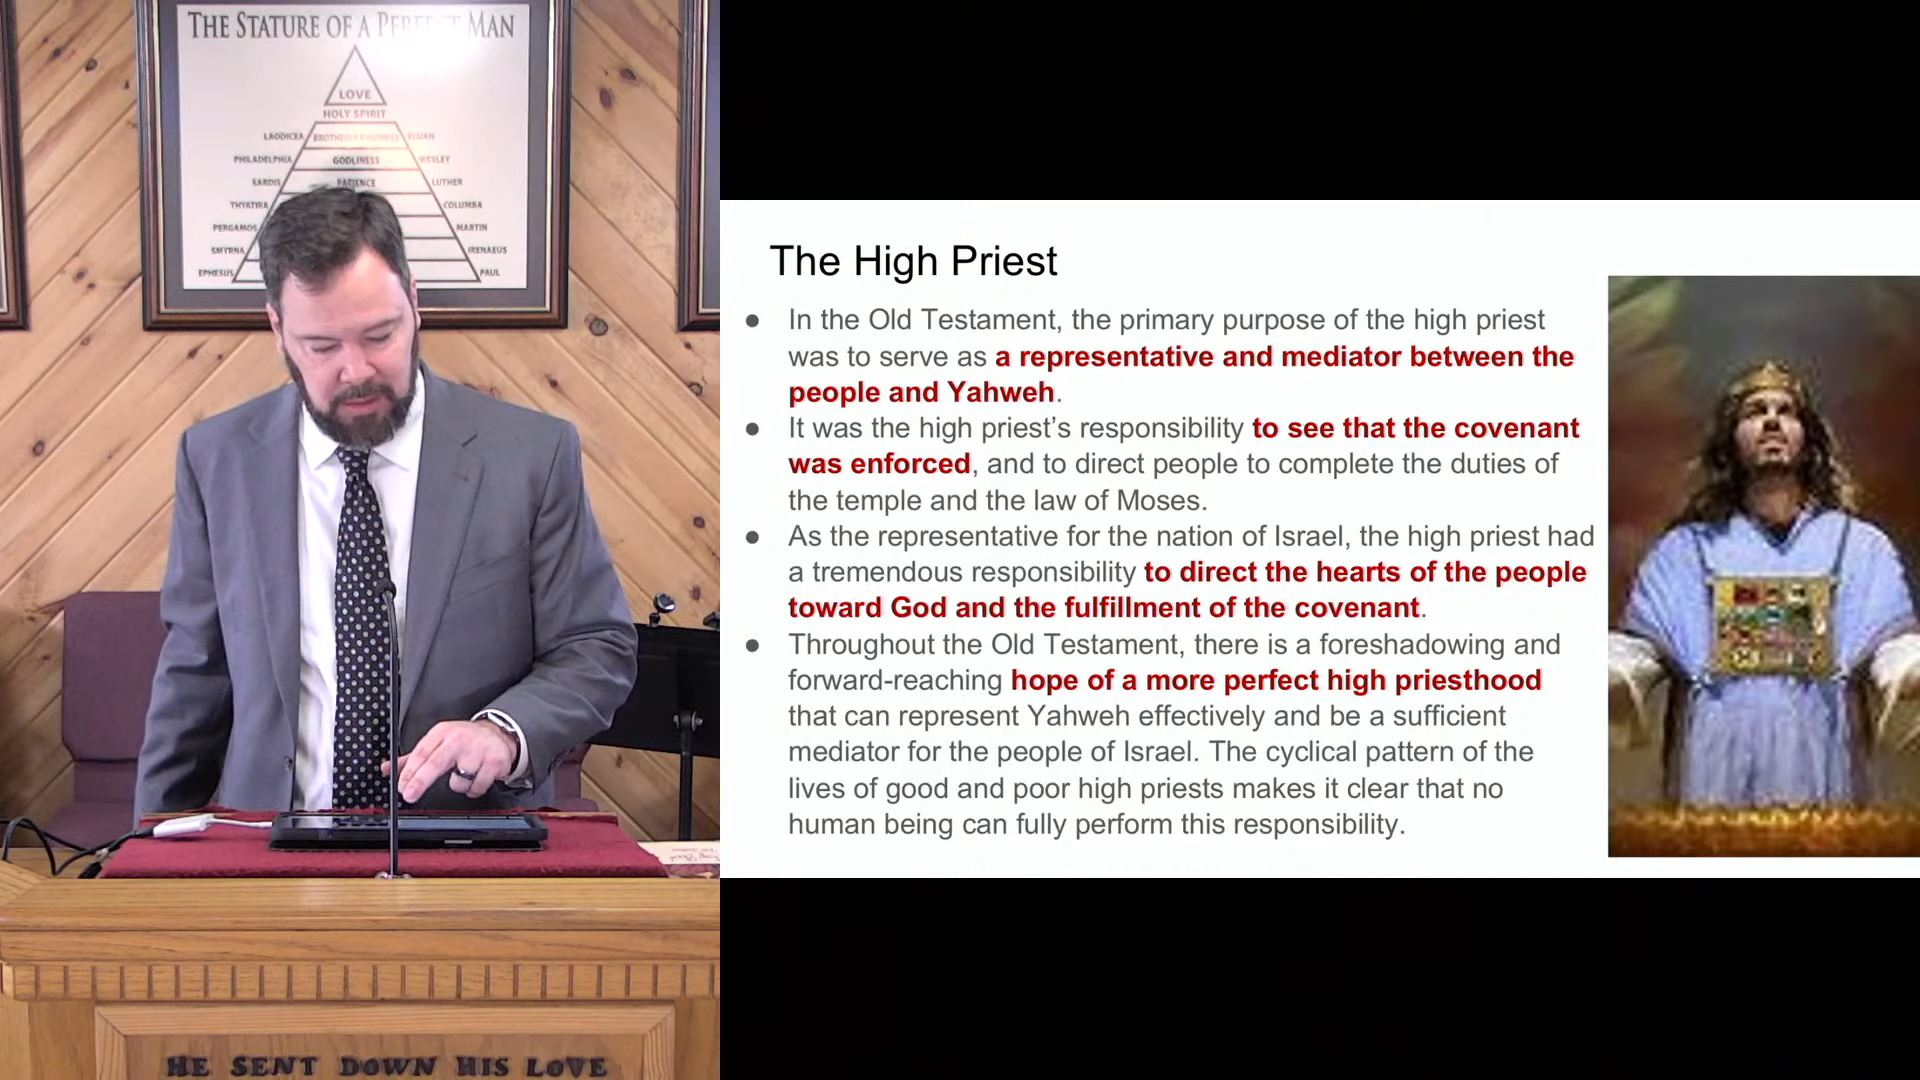 THE STATURE OF A PERFECT MAN
LOVE
HOLY SPIRIT
LAODICEA BROTHERLY KINDNESS ELIJAH
PHILADELPHIA GODLINESS WESLEY
SARDIS PATIENCE LUTHER
THYATIRA COLUMBA
PERGAMOS MARTIN
SMYRNA IRENAEUS
EPHESUS PAUL
HE SENT DOWN HIS LOVE
The High Priest
● In the Old Testament, the primary purpose of the high priest
was to serve as a representative and mediator between the
people and Yahweh.
● It was the high priest’s responsibility to see that the covenant
was enforced, and to direct people to complete the duties of
the temple and the law of Moses.
● As the representative for the nation of Israel, the high priest had
a tremendous responsibility to direct the hearts of the people
toward God and the fulfillment of the covenant.
● Throughout the Old Testament, there is a foreshadowing and
forward-reaching hope of a more perfect high priesthood
that can represent Yahweh effectively and be a sufficient
mediator for the people of Israel. The cyclical pattern of the
lives of good and poor high priests makes it clear that no
human being can fully perform this responsibility.